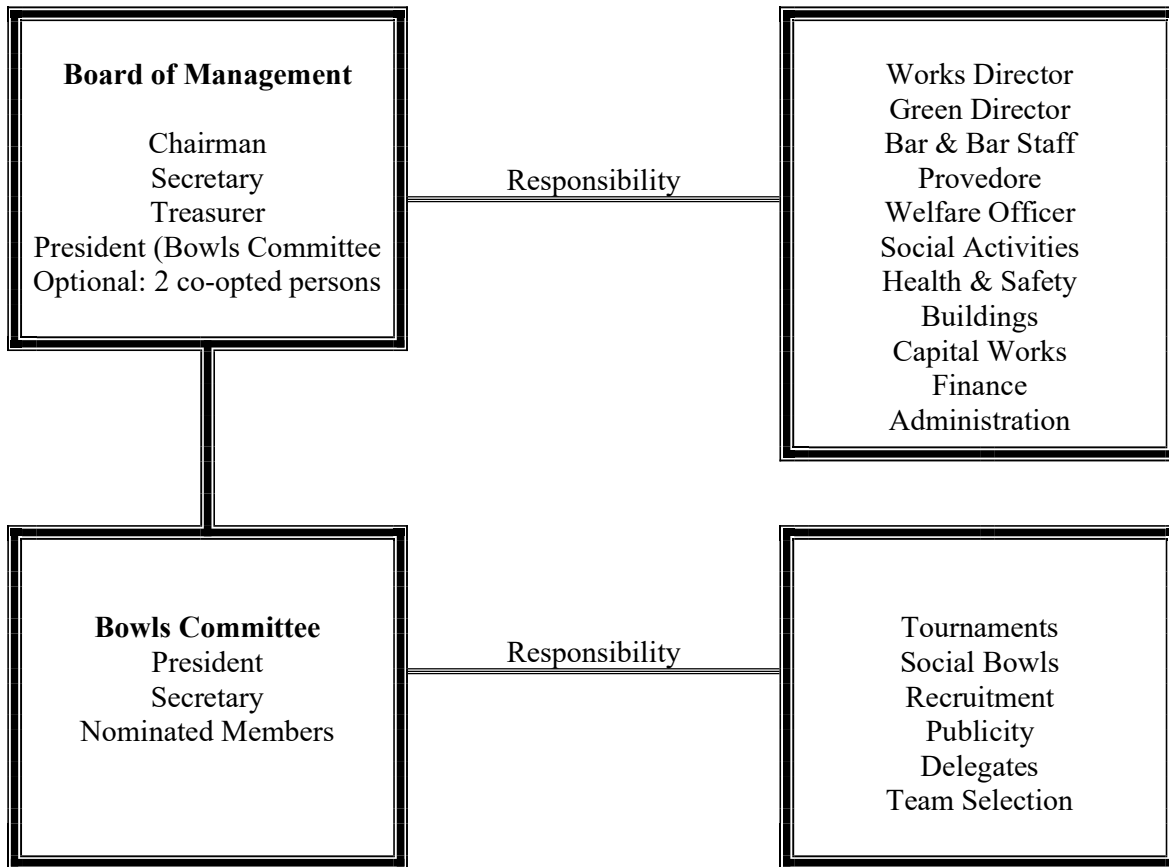 Board of Management
Chairman
Secretary
Treasurer
President (Bowls Committee
Optional: 2 co-opted persons
Responsibility
Works Director
Green Director
Bar & Bar Staff
Provedore
Welfare Officer
Social Activities
Health & Safety
Buildings
Capital Works
Finance
Administration
Bowls Committee
President
Secretary
Nominated Members
Responsibility
Tournaments
Social Bowls
Recruitment
Publicity
Delegates
Team Selection